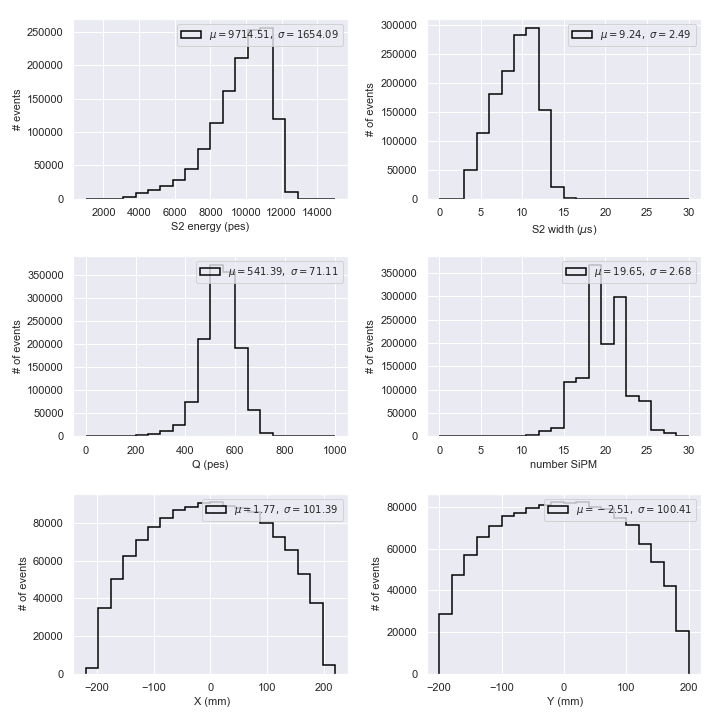 μ = 9714.51, σ = 1654.09
# events
250000
200000
150000
100000
50000
0
2000 4000 6000 8000 10000 12000 14000
S2 energy (pes)
μ = 9.24, σ = 2.49
# of events
300000
250000
200000
150000
100000
50000
0
0 5 10 15 20 25 30
S2 width (μs)
μ = 541.39, σ = 71.11
# of events
350000
300000
250000
200000
150000
100000
50000
0
0 200 400 600 800 1000
Q (pes)
μ = 19.65, σ = 2.68
# of events
350000
300000
250000
200000
150000
100000
50000
0
0 5 10 15 20 25 30
number SiPM
μ = 1.77, σ = 101.39
# of events
80000
60000
40000
20000
0
−200 −100 0 100 200
X (mm)
μ = −2.51, σ = 100.41
# of events
80000
60000
40000
20000
0
−200 −100 0 100 200
Y (mm)